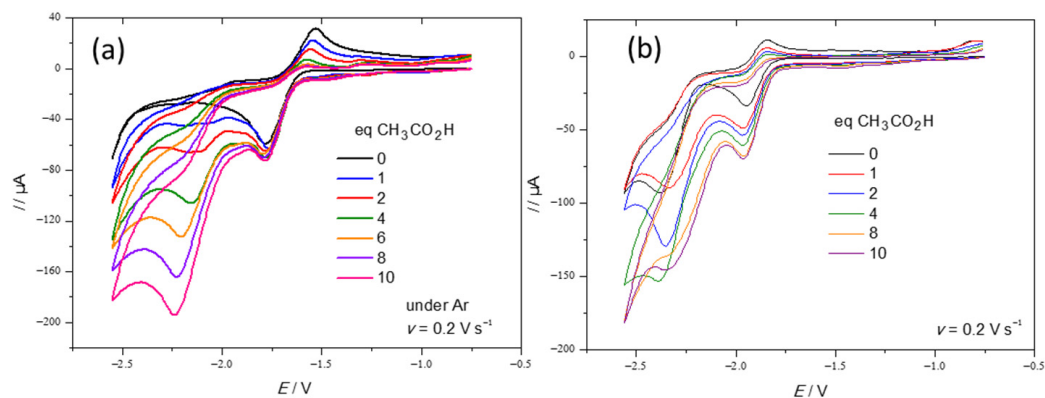 (a)
40
0
−40
−80
−120
−160
−200
I / µA
eq CH₃CO₂H
0
1
2
4
6
8
10
under Ar
ν = 0.2 V s⁻¹
−2.5 −2.0 −1.5 −1.0 −0.5
E / V
(b)
50
0
−50
−100
−150
−200
I / µA
eq CH₃CO₂H
0
1
2
4
8
10
ν = 0.2 V s⁻¹
−2.5 −2.0 −1.5 −1.0 −0.5
E / V